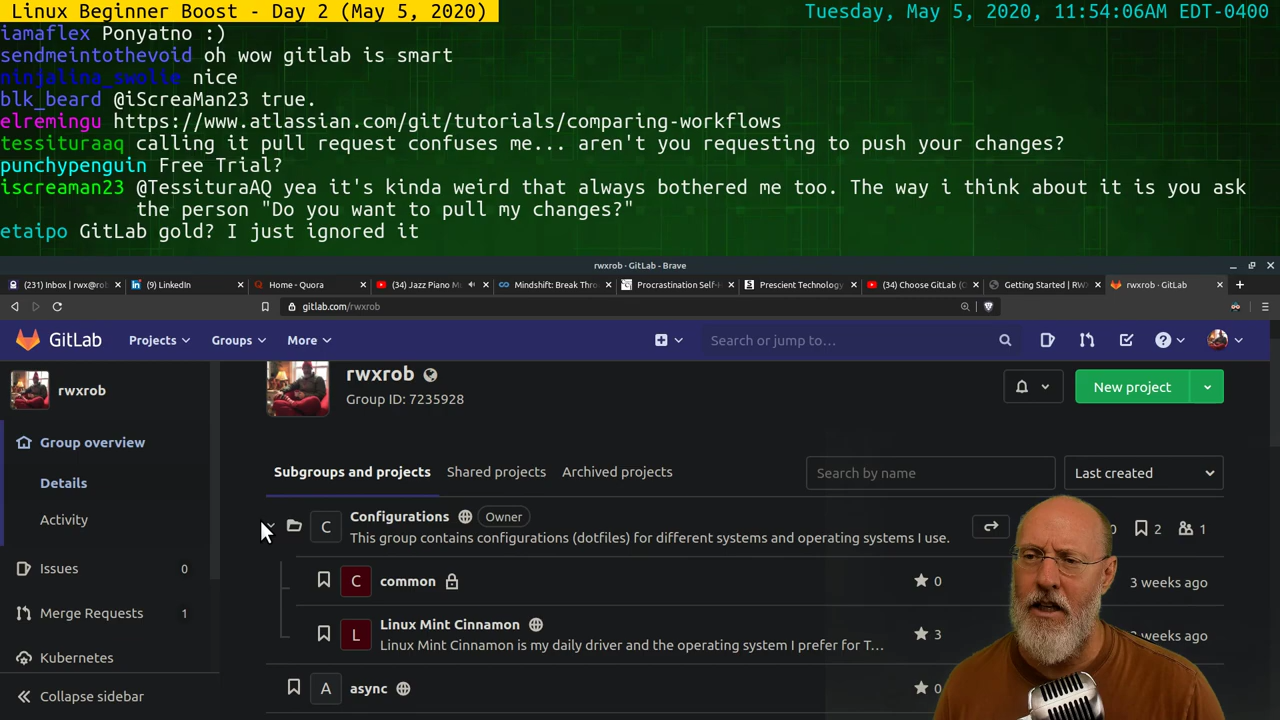 Linux Beginner Boost - Day 2 (May 5, 2020)
Tuesday, May 5, 2020, 11:54:06AM EDT-0400
iamaflex Ponyatno :)
sendmeintothevoid oh wow gitlab is smart
ninjalina_swolie nice
blk_beard @iScreaMan23 true.
elremingu https://www.atlassian.com/git/tutorials/comparing-workflows
tessituraaq calling it pull request confuses me... aren't you requesting to push your changes?
punchypenguin Free Trial?
iscreaman23 @TessituraAQ yea it's kinda weird that always bothered me too. The way i think about it is you ask
the person "Do you want to pull my changes?"
etaipo GitLab gold? I just ignored it
rwxrob · GitLab - Brave
(231) Inbox | rwx@rob
(9) LinkedIn
Home - Quora
(34) Jazz Piano M
Mindshift: Break Thro
Procrastination Self-H
Prescient Technology
(34) Choose GitLab (
Getting Started | RWX
rwxrob · GitLab
gitlab.com/rwxrob
GitLab
Projects
Groups
More
Search or jump to…
rwxrob
Group overview
Details
Activity
Issues 0
Merge Requests 1
Kubernetes
Collapse sidebar
rwxrob
Group ID: 7235928
New project
Subgroups and projects
Shared projects
Archived projects
Search by name
Last created
C Configurations Owner
0 2 1
This group contains configurations (dotfiles) for different systems and operating systems I use.
C common 0 3 weeks ago
L Linux Mint Cinnamon 3 weeks ago
Linux Mint Cinnamon is my daily driver and the operating system I prefer for T… 3
A async 0